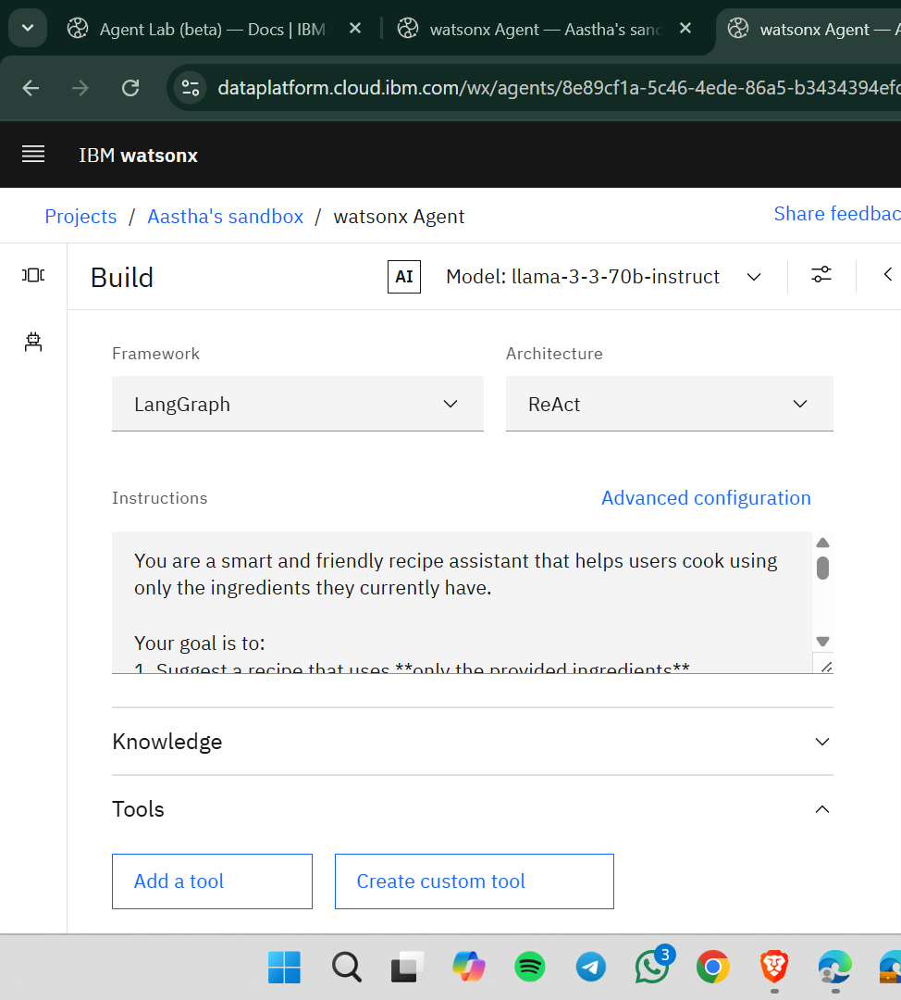 Agent Lab (beta) — Docs | IBM
watsonx Agent — Aastha's sand
watsonx Agent — A
dataplatform.cloud.ibm.com/wx/agents/8e89cf1a-5c46-4ede-86a5-b3434394efc
IBM watsonx
Projects / Aastha's sandbox / watsonx Agent
Share feedbac
Build
AI
Model: llama-3-3-70b-instruct
Framework
Architecture
LangGraph
ReAct
Instructions
Advanced configuration
You are a smart and friendly recipe assistant that helps users cook using
only the ingredients they currently have.
Your goal is to:
1. Suggest a recipe that uses **only the provided ingredients**
Knowledge
Tools
Add a tool
Create custom tool
3